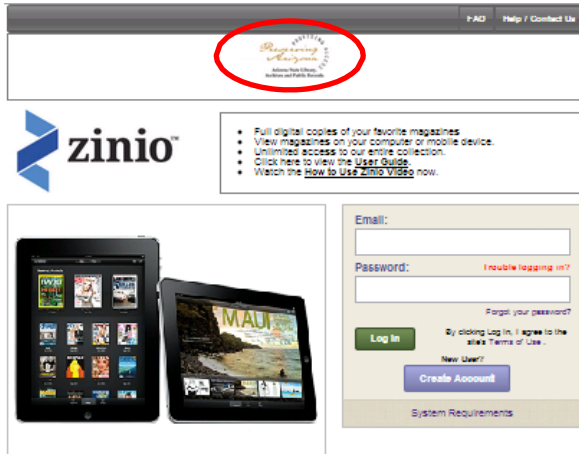 FAQ Help / Contact Us
PROVIDING ACCESS
Preserving
Arizona
Arizona State Library,
Archives and Public Records
zinio™
Full digital copies of your favorite magazines
View magazines on your computer or mobile device.
Unlimited access to our entire collection.
Click here to view the User Guide.
Watch the How to Use Zinio Video now.
Email:
Password:
Trouble logging in?
Forgot your password?
Log In
By clicking Log In, I agree to the
site's Terms of Use .
New User?
Create Account
System Requirements
MAUI